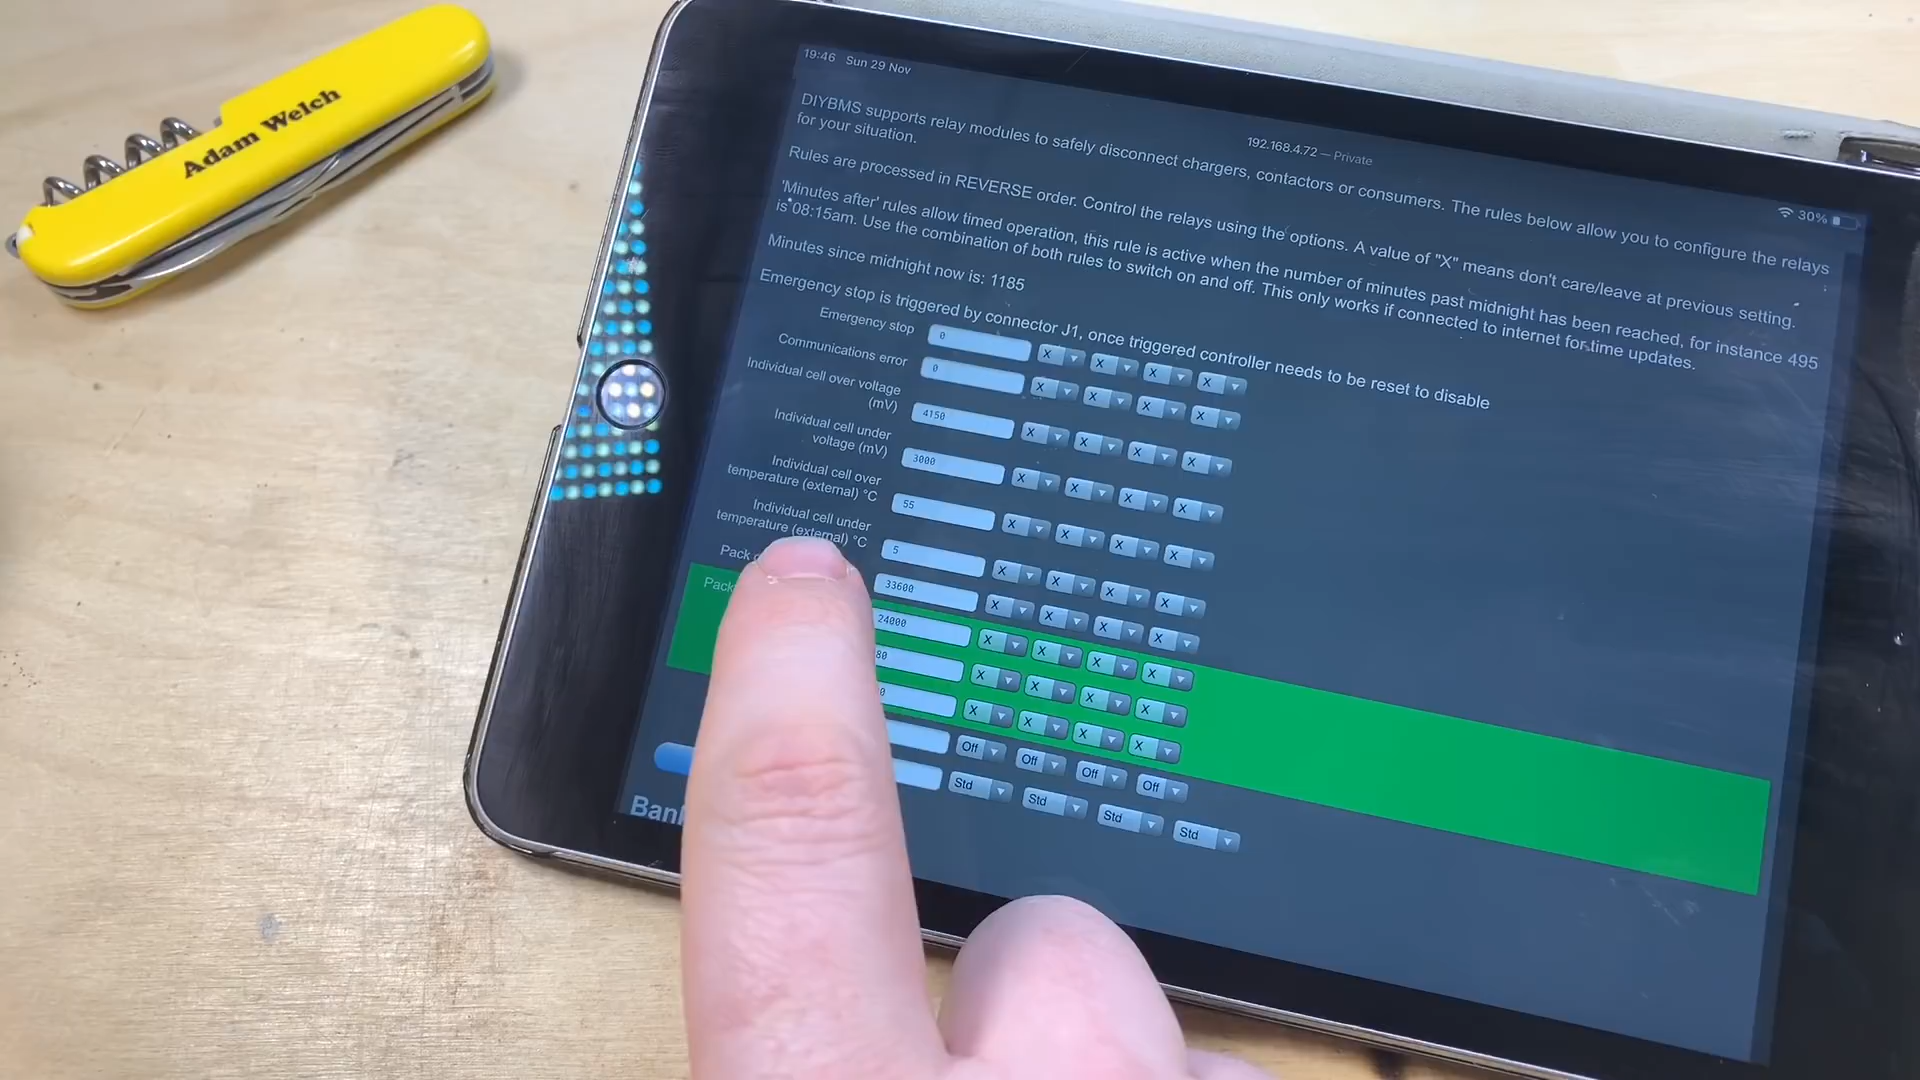 Adam Welch
19:46 Sun 29 Nov
192.168.4.72 — Private
30%
DIYBMS supports relay modules to safely disconnect chargers, contactors or consumers. The rules below allow you to configure the relays
for your situation.
Rules are processed in REVERSE order. Control the relays using the options. A value of "X" means don't care/leave at previous setting.
'Minutes after' rules allow timed operation, this rule is active when the number of minutes past midnight has been reached, for instance 495
is 08:15am. Use the combination of both rules to switch on and off. This only works if connected to internet for time updates.
Minutes since midnight now is: 1185
Emergency stop is triggered by connector J1, once triggered controller needs to be reset to disable
Emergency stop 0 X X X X
Communications error 0 X X X X
Individual cell over voltage
(mV) 4150 X X X X
Individual cell under
voltage (mV) 3000 X X X X
Individual cell over
temperature (external) °C 55 X X X X
Individual cell under
temperature (external) °C 5 X X X X
Pack 33600 X X X X
Pack 24000 X X X X
80 X X X X
X X X X
Off Off Off Off
Std Std Std Std